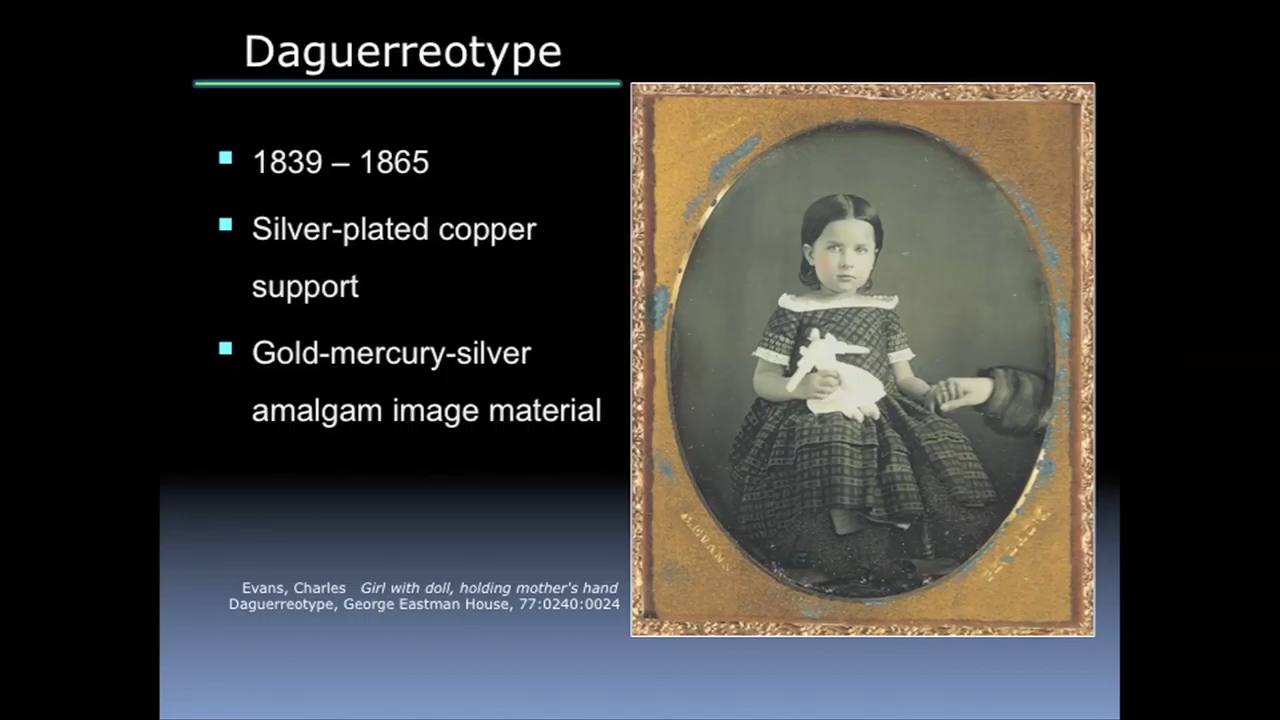 Daguerreotype
1839 – 1865
Silver-plated copper
support
Gold-mercury-silver
amalgam image material
Evans, Charles Girl with doll, holding mother's hand
Daguerreotype, George Eastman House, 77:0240:0024
EVANS